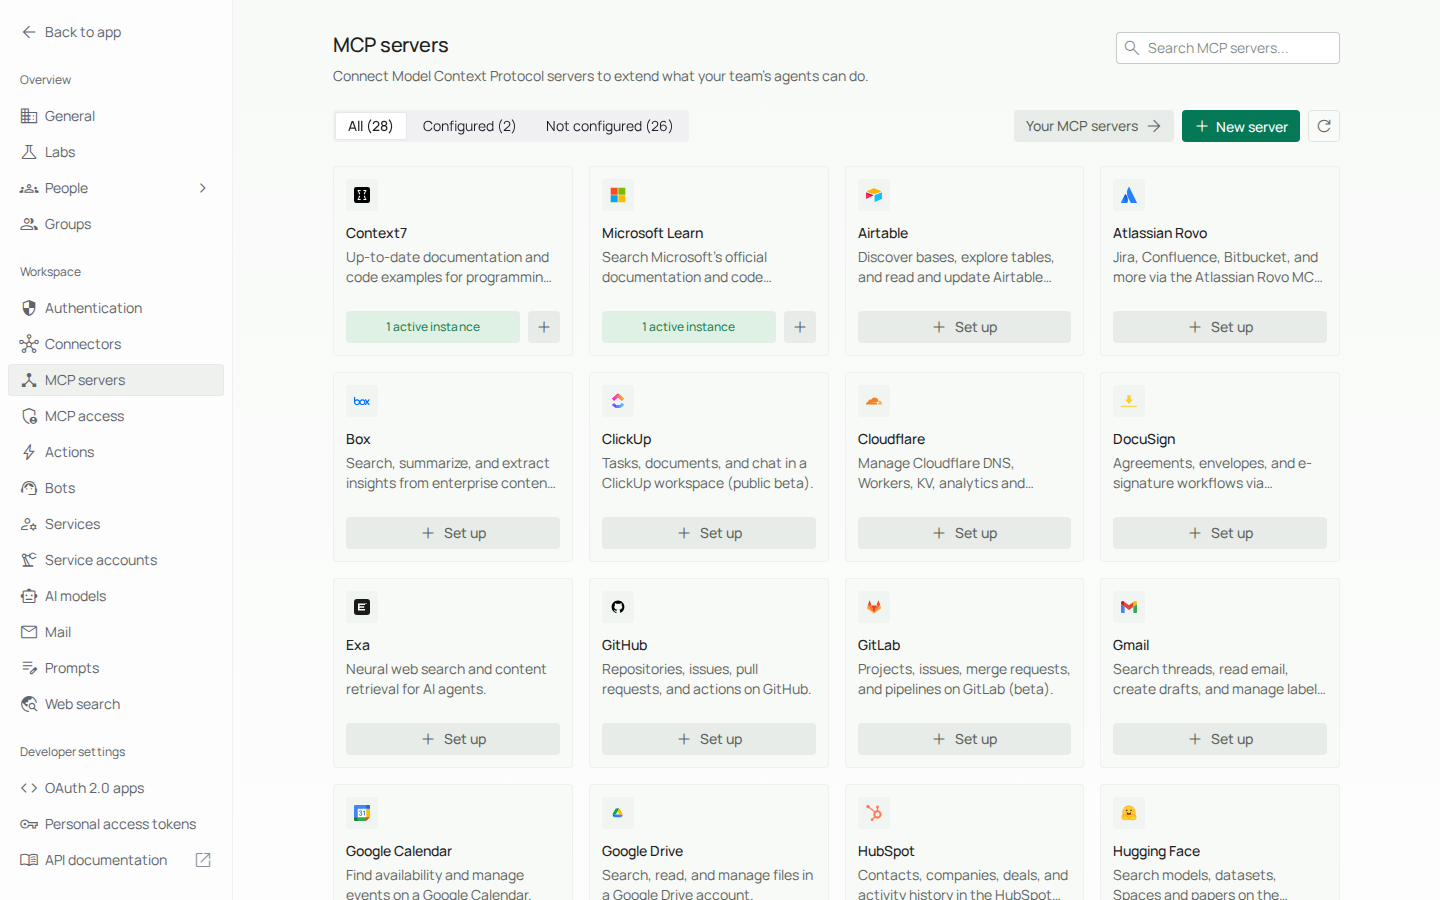 Back to app
Overview
General
Labs
People
Groups
Workspace
Authentication
Connectors
MCP servers
MCP access
Actions
Bots
Services
Service accounts
AI models
Mail
Prompts
Web search
Developer settings
OAuth 2.0 apps
Personal access tokens
API documentation
MCP servers
Connect Model Context Protocol servers to extend what your team's agents can do.
Search MCP servers...
All (28)
Configured (2)
Not configured (26)
Your MCP servers
New server
Context7
Up-to-date documentation and
code examples for programmin…
1 active instance
Microsoft Learn
Search Microsoft's official
documentation and code…
1 active instance
Airtable
Discover bases, explore tables,
and read and update Airtable…
Set up
Atlassian Rovo
Jira, Confluence, Bitbucket, and
more via the Atlassian Rovo MC…
Set up
box
Box
Search, summarize, and extract
insights from enterprise conten…
Set up
ClickUp
Tasks, documents, and chat in a
ClickUp workspace (public beta).
Set up
Cloudflare
Manage Cloudflare DNS,
Workers, KV, analytics and…
Set up
DocuSign
Agreements, envelopes, and e-
signature workflows via…
Set up
Exa
Neural web search and content
retrieval for AI agents.
Set up
GitHub
Repositories, issues, pull
requests, and actions on GitHub.
Set up
GitLab
Projects, issues, merge requests,
and pipelines on GitLab (beta).
Set up
Gmail
Search threads, read email,
create drafts, and manage label…
Set up
31
Google Calendar
Find availability and manage
events on a Google Calendar.
Google Drive
Search, read, and manage files in
a Google Drive account.
HubSpot
Contacts, companies, deals, and
activity history in the HubSpot…
Hugging Face
Search models, datasets,
Spaces and papers on the…